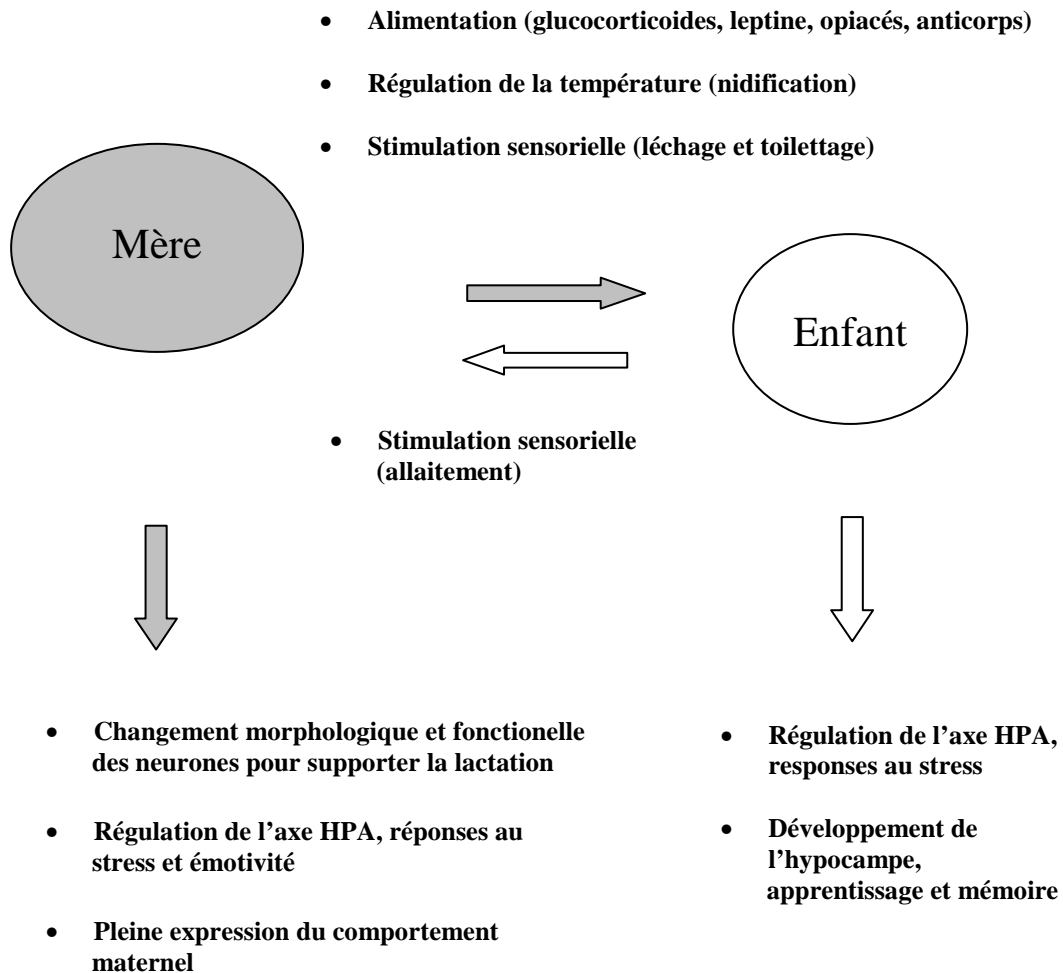 • Alimentation (glucocorticoides, leptine, opiacés, anticorps)
• Régulation de la température (nidification)
• Stimulation sensorielle (léchage et toilettage)
Mère
Enfant
• Stimulation sensorielle
(allaitement)
• Changement morphologique et fonctionelle
des neurones pour supporter la lactation
• Régulation de l’axe HPA, réponses au
stress et émotivité
• Pleine expression du comportement
maternel
• Régulation de l’axe HPA,
responses au stress
• Développement de
l’hypocampe,
apprentissage et mémoire